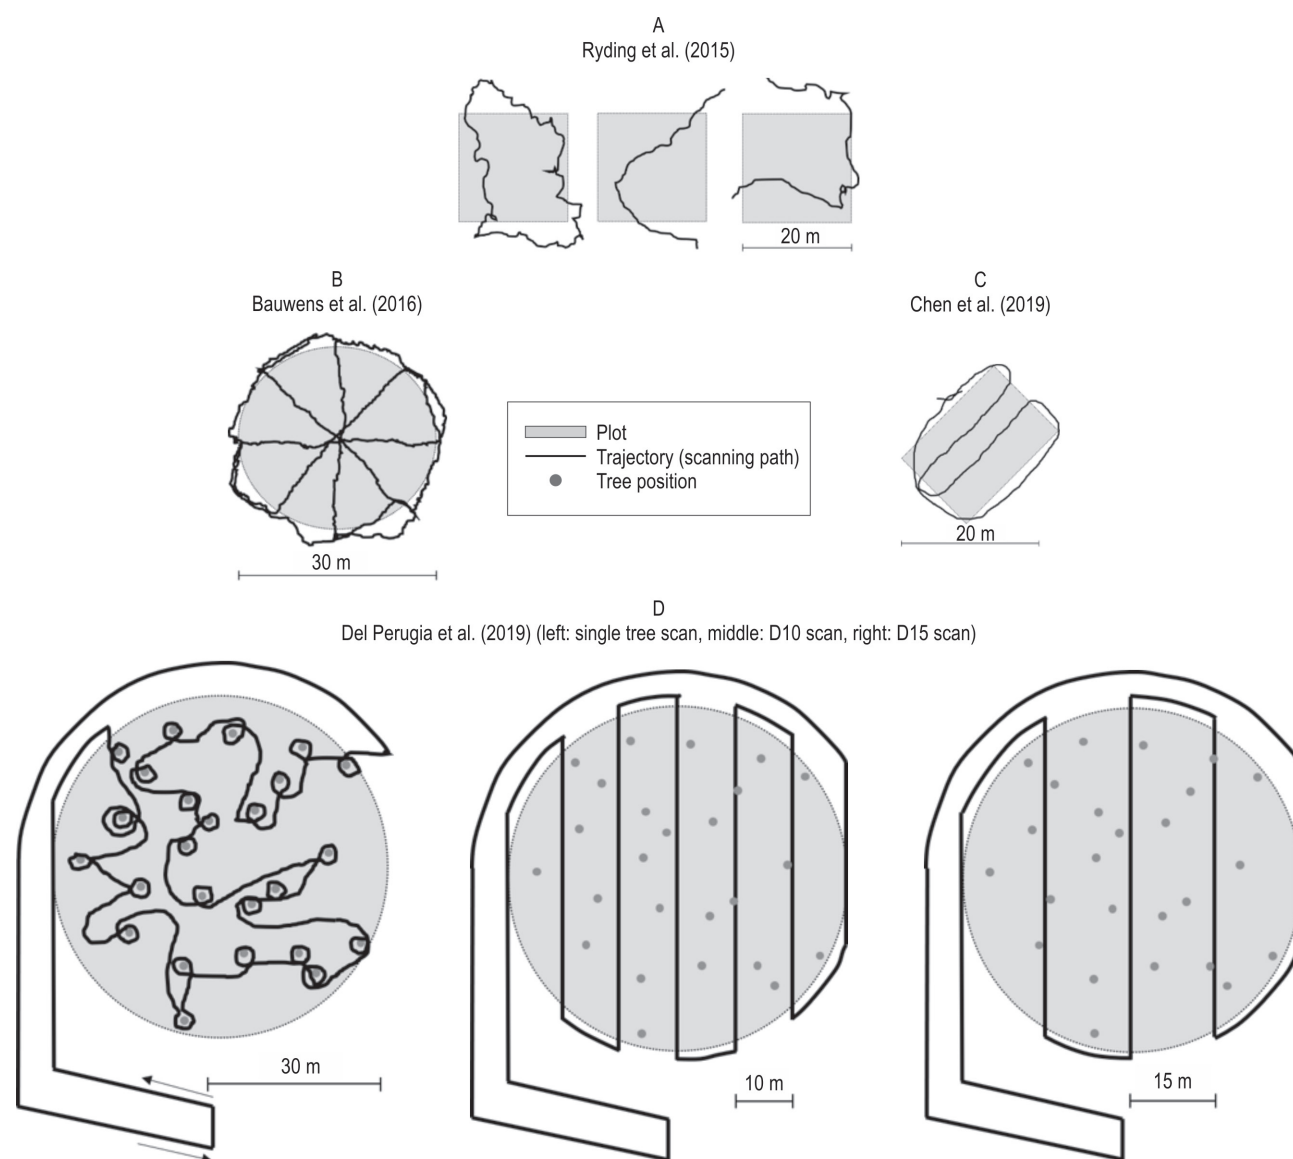 A
Ryding et al. (2015)
20 m
B
Bauwens et al. (2016)
30 m
C
Chen et al. (2019)
20 m
Plot
Trajectory (scanning path)
Tree position
D
Del Perugia et al. (2019) (left: single tree scan, middle: D10 scan, right: D15 scan)
30 m
10 m
15 m